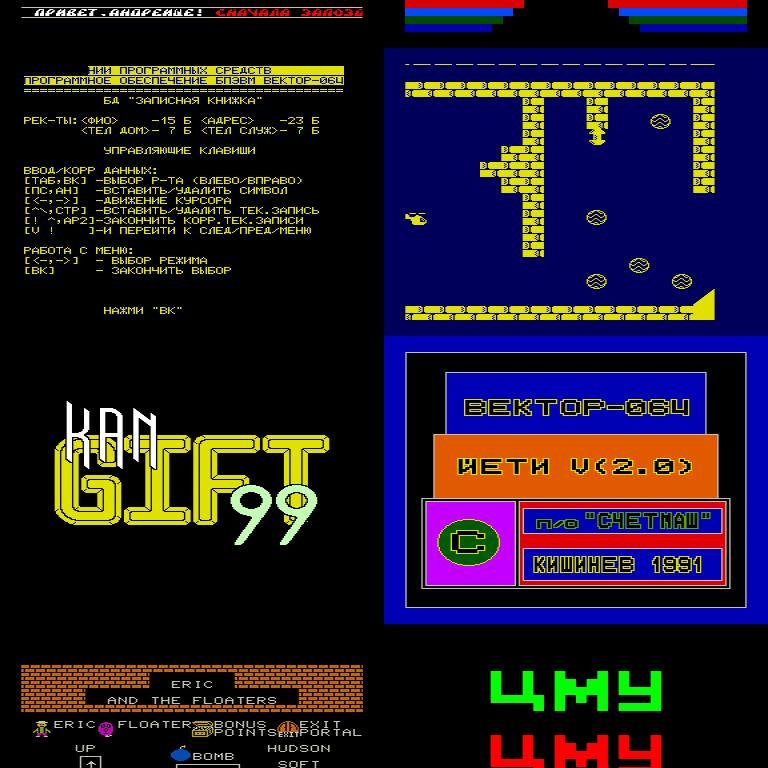 ПРИВЕТ,АНДРЕЙЦЕ! СНАЧАЛА
НИИ ПРОГРАММНЫХ СРЕДСТВ
ПРОГРАММНОЕ ОБЕСПЕЧЕНИЕ БПЭВМ ВЕКТОР-06Ц
БД "ЗАПИСНАЯ КНИЖКА"
РЕК-ТЫ:<ФИО> -15 Б <АДРЕС> -23 Б
<ТЕЛ ДОМ>- 7 Б <ТЕЛ СЛУЖ>- 7 Б
УПРАВЛЯЮЩИЕ КЛАВИШИ
ВВОД/КОРР ДАННЫХ:
[ТАБ,ВК] -ВЫБОР Р-ТА (ВЛЕВО/ВПРАВО)
[ПС,АН] -ВСТАВИТЬ/УДАЛИТЬ СИМВОЛ
[<-,->] -ДВИЖЕНИЕ КУРСОРА
[^\,СТР] -ВСТАВИТЬ/УДАЛИТЬ ТЕК.ЗАПИСЬ
[! ^,АР2]-ЗАКОНЧИТЬ КОРР.ТЕК.ЗАПИСИ
[V ! ]-И ПЕРЕЙТИ К СЛЕД/ПРЕД/МЕНЮ
РАБОТА С МЕНЮ:
[<-,->] - ВЫБОР РЕЖИМА
[ВК] - ЗАКОНЧИТЬ ВЫБОР
НАЖМИ "ВК"
KAN
GIFT
99
ВЕКТОР-06Ц
ЙЕТИ V(2.0)
П/О "СЧЕТМАШ"
С
КИШИНЕВ 1991
ERIC
AND THE FLOATERS
ERIC FLOATER BONUS EXIT
POINTS EXIT PORTAL
UP
BOMB
HUDSON
SOFT
ЦМУ
ЦМУ